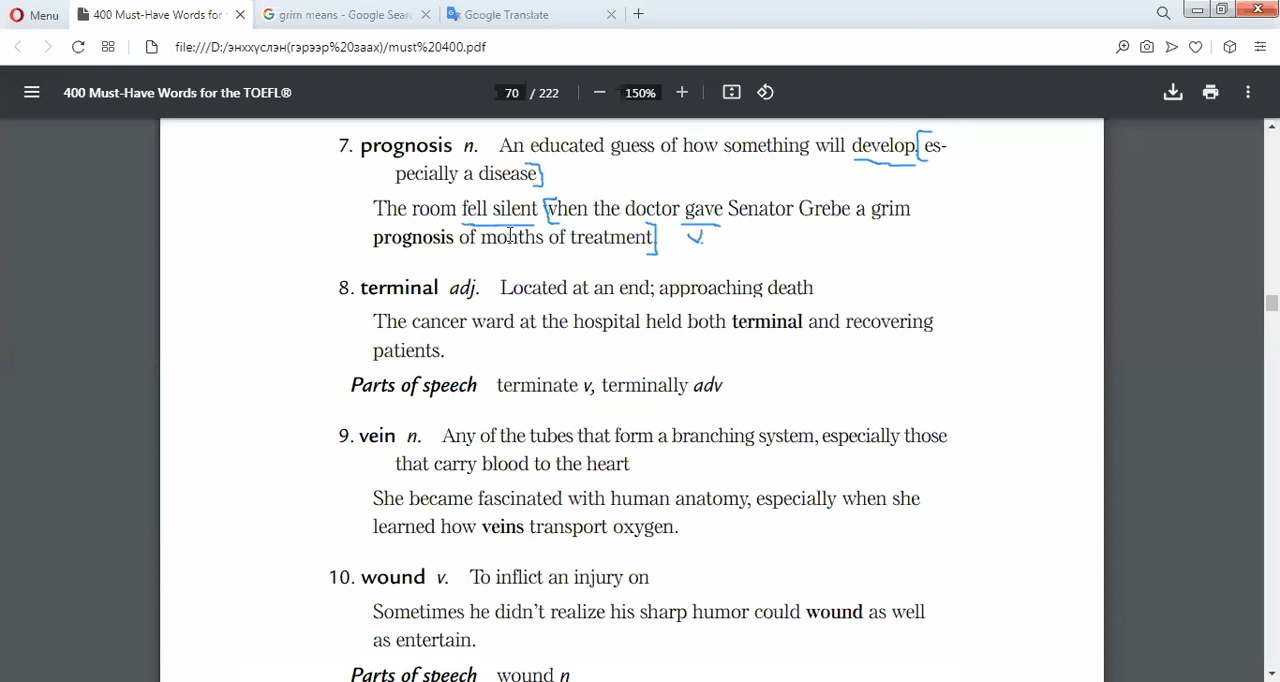 Menu
400 Must-Have Words for
grim means - Google Sear
Google Translate
file:///D:/энххүслэн(гэрээр%20заах)/must%20400.pdf
400 Must-Have Words for the TOEFL®
70 / 222
150%
7. prognosis n. An educated guess of how something will develop, es-
pecially a disease
The room fell silent when the doctor gave Senator Grebe a grim
prognosis of months of treatment.
v.
8. terminal adj. Located at an end; approaching death
The cancer ward at the hospital held both terminal and recovering
patients.
Parts of speech terminate v, terminally adv
9. vein n. Any of the tubes that form a branching system, especially those
that carry blood to the heart
She became fascinated with human anatomy, especially when she
learned how veins transport oxygen.
10. wound v. To inflict an injury on
Sometimes he didn't realize his sharp humor could wound as well
as entertain.
Parts of speech wound n